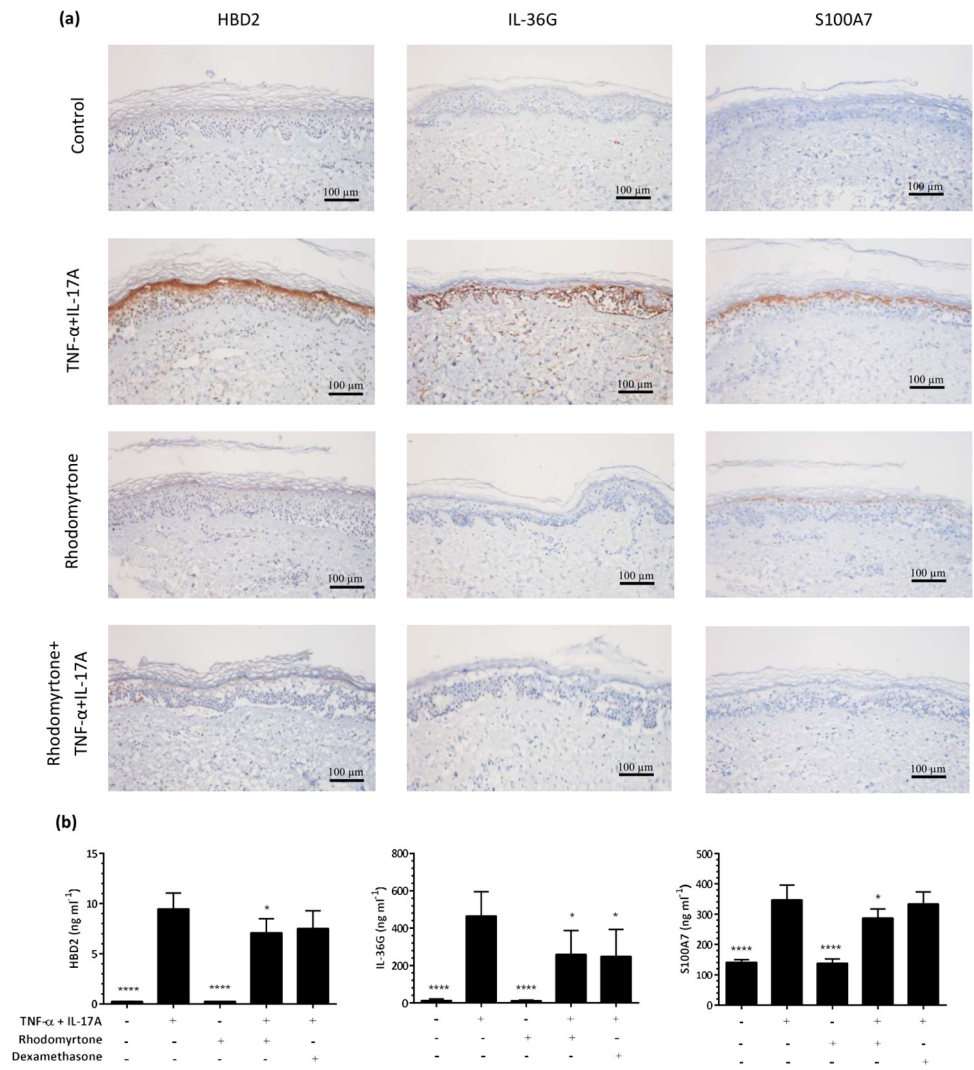 (a)
HBD2 IL-36G S100A7
Control
100 µm 100 µm 100 µm
TNF-α+IL-17A
100 µm 100 µm 100 µm
Rhodomyrtone
100 µm 100 µm 100 µm
Rhodomyrtone+
TNF-α+IL-17A
100 µm 100 µm 100 µm
(b)
HBD2 (ng ml⁻¹)
15
10
5
0
**** **** *
IL-36G (ng ml⁻¹)
800
600
400
200
0
**** **** * *
S100A7 (ng ml⁻¹)
500
400
300
200
100
0
**** **** *
TNF-α + IL-17A - + - + + - + - + + - + - + +
Rhodomyrtone - - + + - - - + + - - - + + -
Dexamethasone - - - - + - - - - + - - - - +